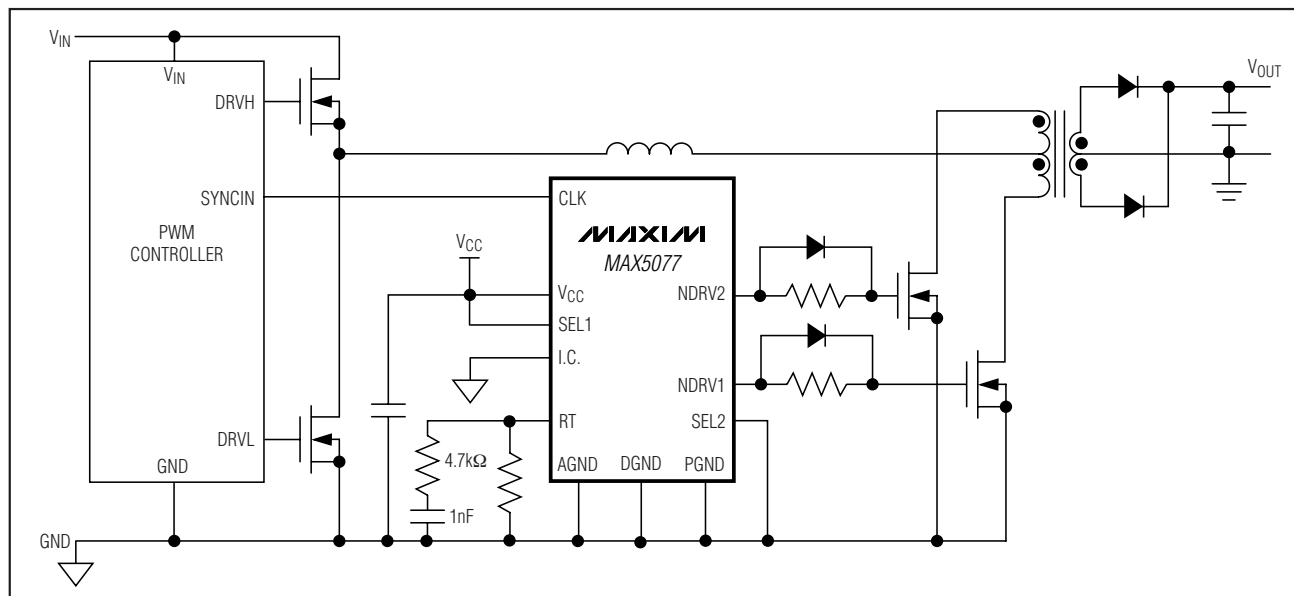 V_IN
V_IN
DRVH
SYNCIN
PWM
CONTROLLER
DRVL
GND
GND
V_CC
CLK
MAXIM
MAX5077
V_CC
SEL1
I.C.
RT
NDRV2
NDRV1
SEL2
AGND
DGND
PGND
4.7kΩ
1nF
V_OUT